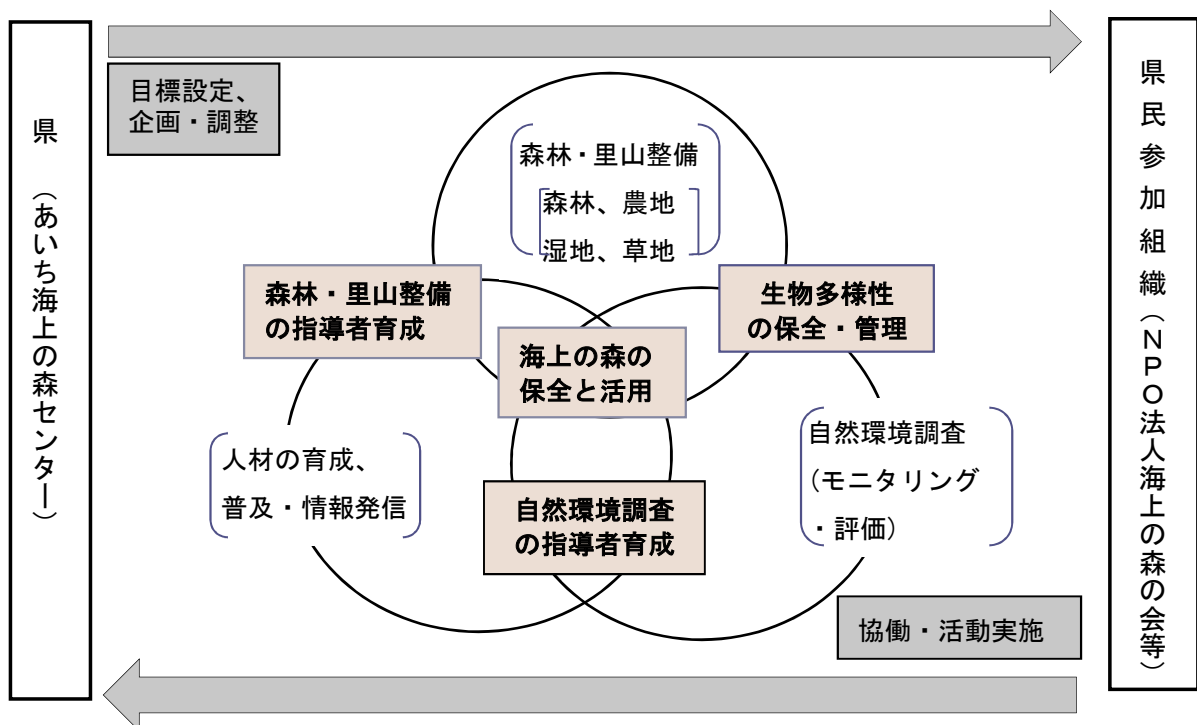 県（あいち海上の森センター）
目標設定、
企画・調整
森林・里山整備
森林、農地
湿地、草地
森林・里山整備
の指導者育成
生物多様性
の保全・管理
海上の森の
保全と活用
人材の育成、
普及・情報発信
自然環境調査
（モニタリング
・評価）
自然環境調査
の指導者育成
協働・活動実施
県民参加組織（ＮＰＯ法人海上の森の会等）